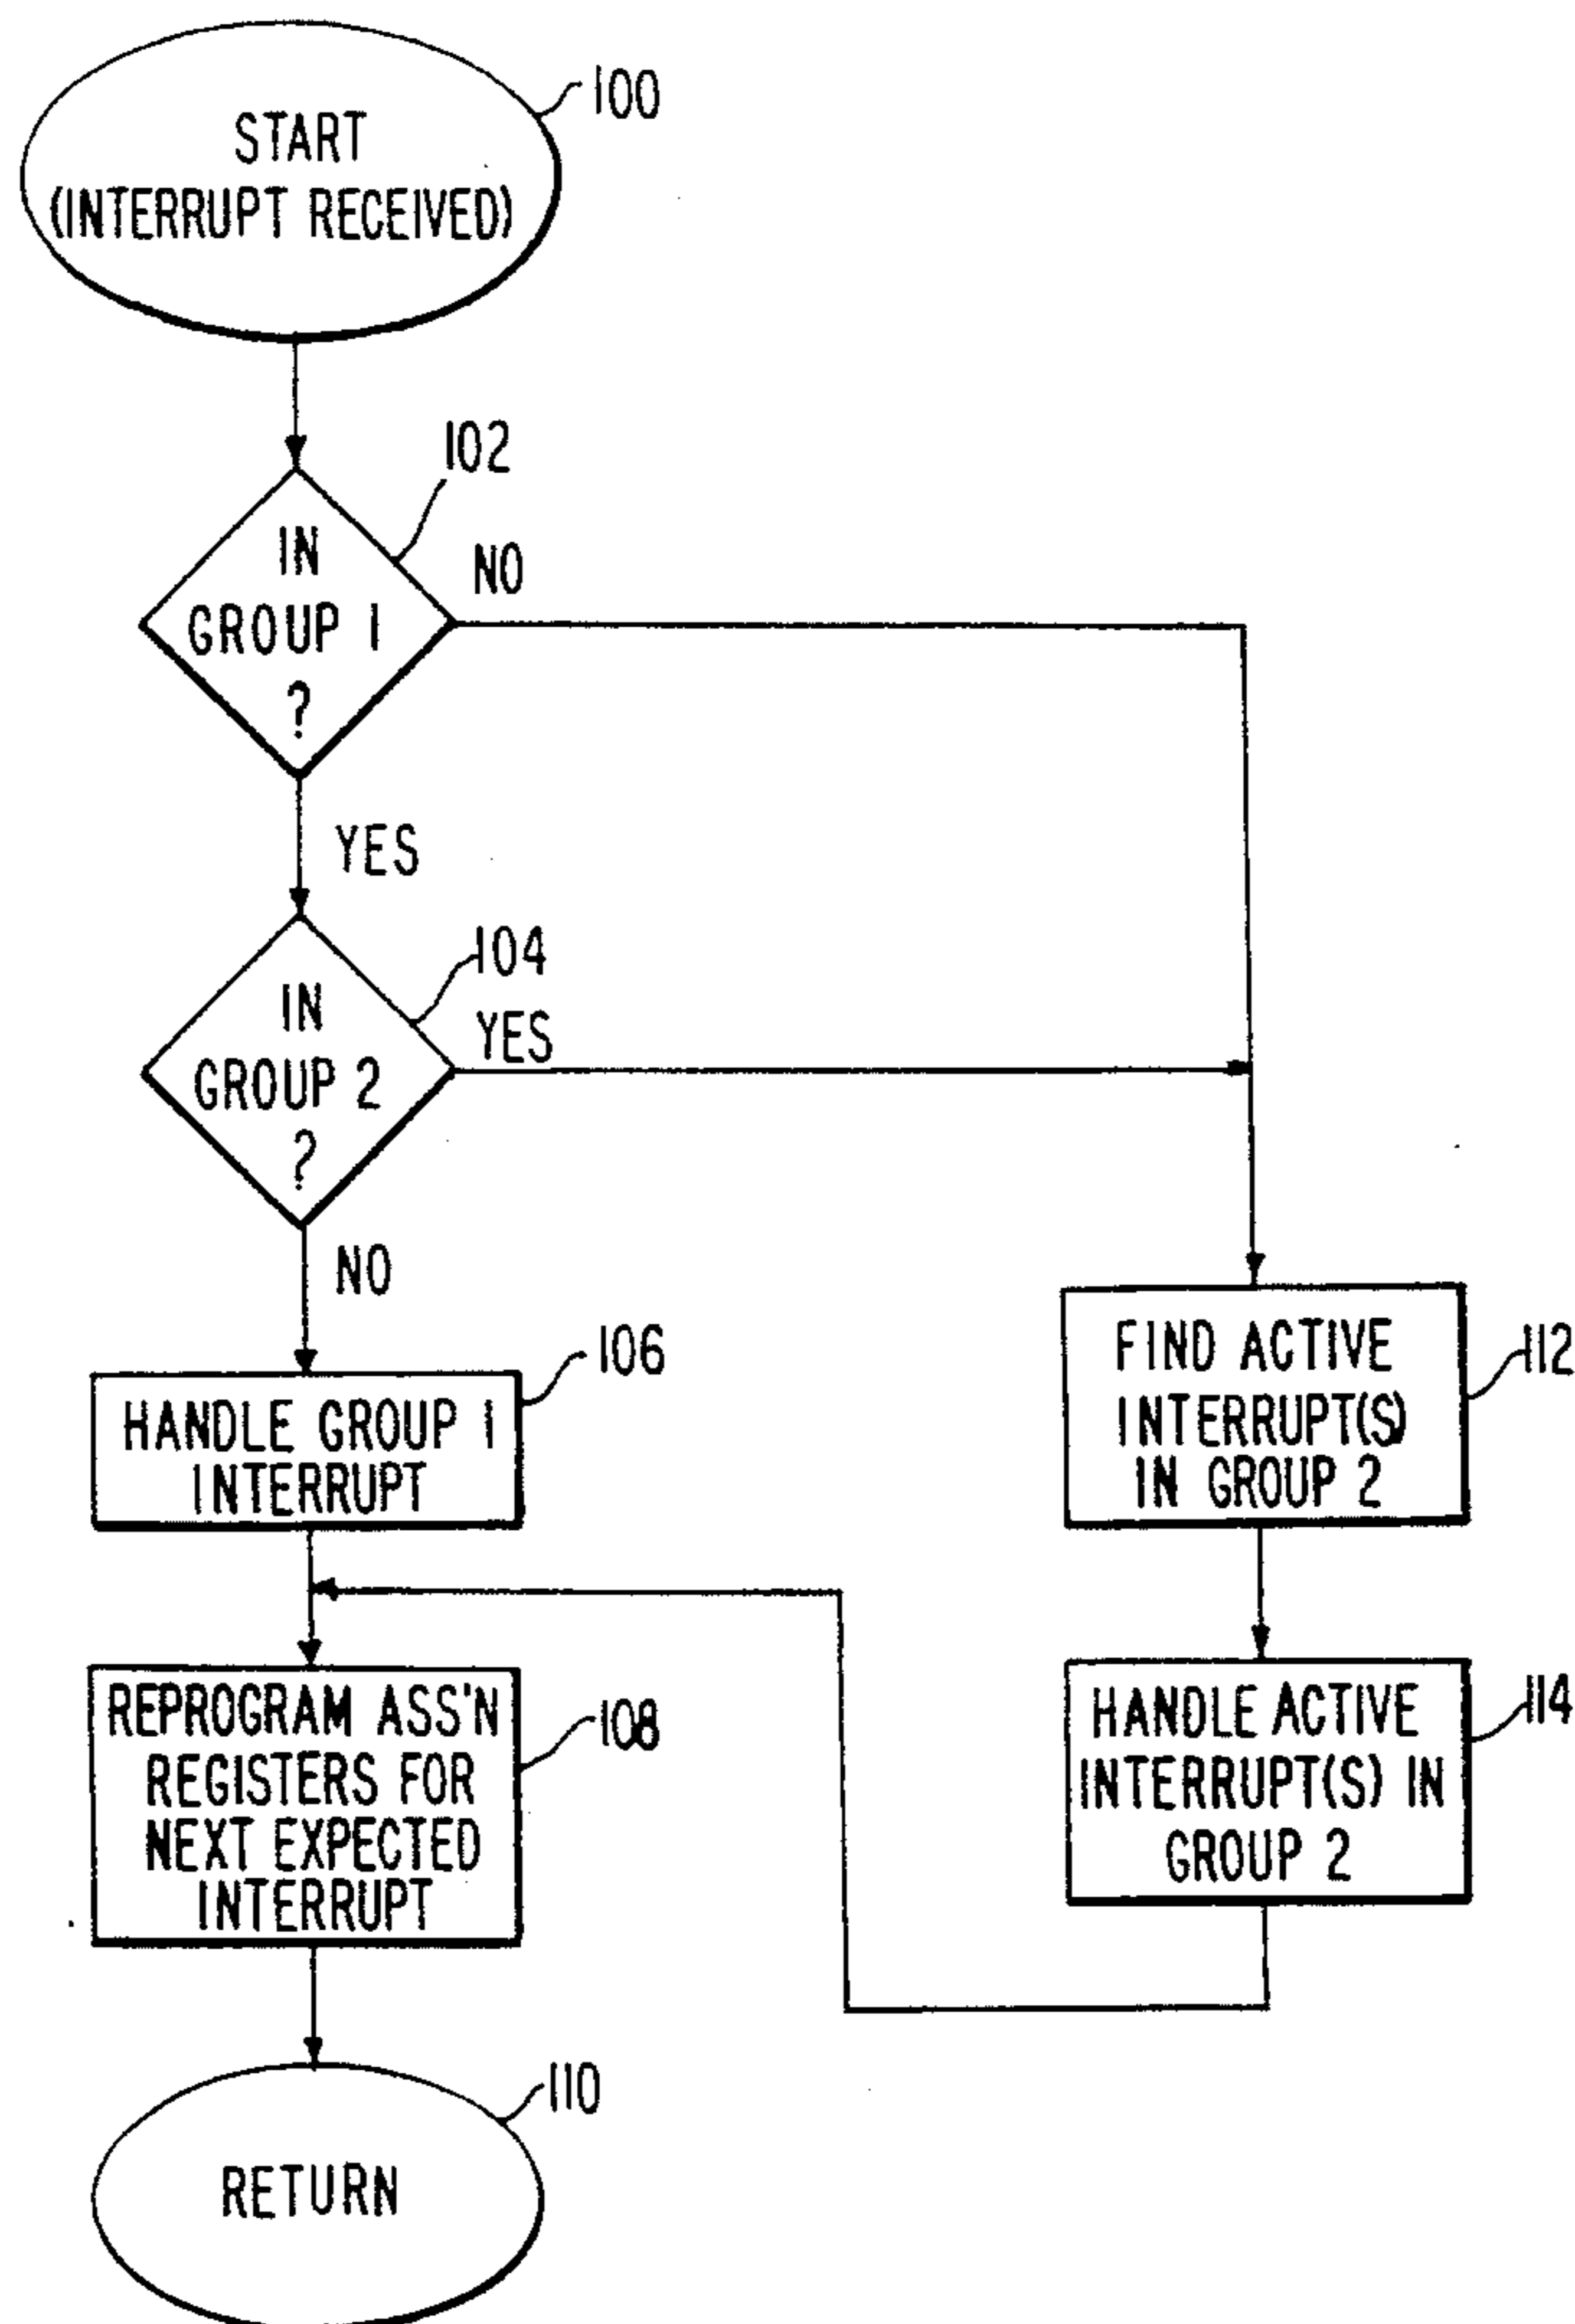 START
(INTERRUPT RECEIVED)
100
IN
GROUP 1
?
102
NO
YES
IN
GROUP 2
?
104
YES
NO
HANDLE GROUP 1
INTERRUPT
106
REPROGRAM ASS'N
REGISTERS FOR
NEXT EXPECTED
INTERRUPT
108
RETURN
110
FIND ACTIVE
INTERRUPT(S)
IN GROUP 2
112
HANDLE ACTIVE
INTERRUPT(S) IN
GROUP 2
114